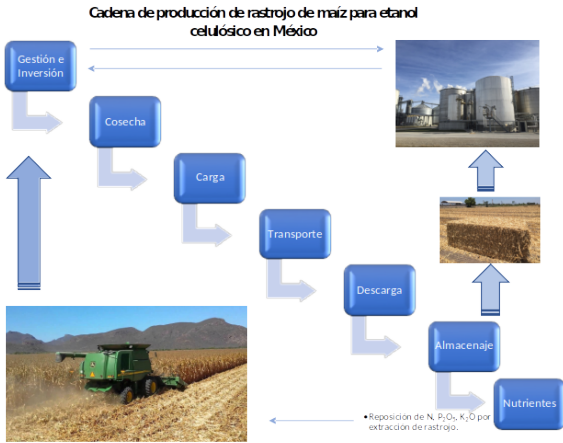 Cadena de producción de rastrojo de maíz para etanol
celulósico en México
Gestión e
Inversión
Cosecha
Carga
Transporte
Descarga
Almacenaje
Nutrientes
• Reposición de N, P₂O₅, K₂O por
extracción de rastrojo.